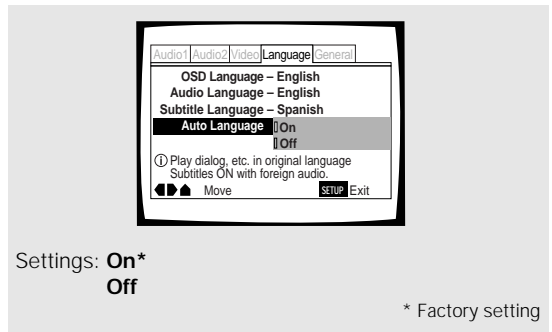 Audio1 Audio2 Video Language General
OSD Language – English
Audio Language – English
Subtitle Language – Spanish
Auto Language On
Off
ⓘ Play dialog, etc. in original language
Subtitles ON with foreign audio.
Move SETUP Exit
Settings: On*
Off
* Factory setting